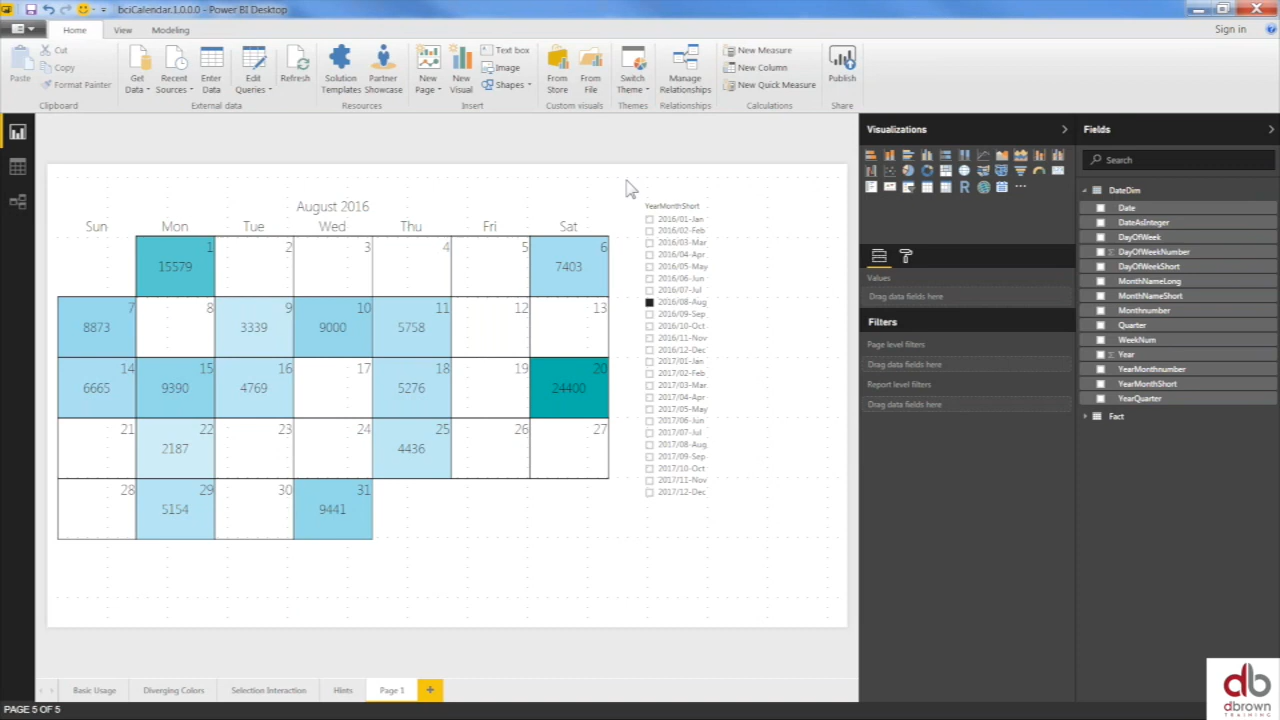 bciCalendar.1.0.0.0 - Power BI Desktop
Home View Modeling
Sign in
Paste
Cut
Copy
Format Painter
Clipboard
Get Data
Recent Sources
Enter Data
Edit Queries
Refresh
External data
Solution Templates
Partner Showcase
Resources
New Page
New Visual
Text box
Image
Shapes
Insert
From Store
From File
Custom visuals
Switch Theme
Themes
Manage Relationships
Relationships
New Measure
New Column
New Quick Measure
Calculations
Publish
Share
August 2016
Sun Mon Tue Wed Thu Fri Sat
1 2 3 4 5 6
15579 7403
7 8 9 10 11 12 13
8873 3339 9000 5758
14 15 16 17 18 19 20
6665 9390 4769 5276 24400
21 22 23 24 25 26 27
2187 4436
28 29 30 31
5154 9441
YearMonthShort
2016/01-Jan
2016/02-Feb
2016/03-Mar
2016/04-Apr
2016/05-May
2016/06-Jun
2016/07-Jul
2016/08-Aug
2016/09-Sep
2016/10-Oct
2016/11-Nov
2016/12-Dec
2017/01-Jan
2017/02-Feb
2017/03-Mar
2017/04-Apr
2017/05-May
2017/06-Jun
2017/07-Jul
2017/08-Aug
2017/09-Sep
2017/10-Oct
2017/11-Nov
2017/12-Dec
Visualizations
R
Values
Drag data fields here
Filters
Page level filters
Drag data fields here
Report level filters
Drag data fields here
Fields
Search
DateDim
Date
DateAsInteger
DayOfWeek
Σ DayOfWeekNumber
DayOfWeekShort
MonthNameLong
MonthNameShort
Monthnumber
Quarter
WeekNum
Σ Year
YearMonthnumber
YearMonthShort
YearQuarter
Fact
Basic Usage
Diverging Colors
Selection Interaction
Hints
Page 1
PAGE 5 OF 5
db
dbrown
TRAINING